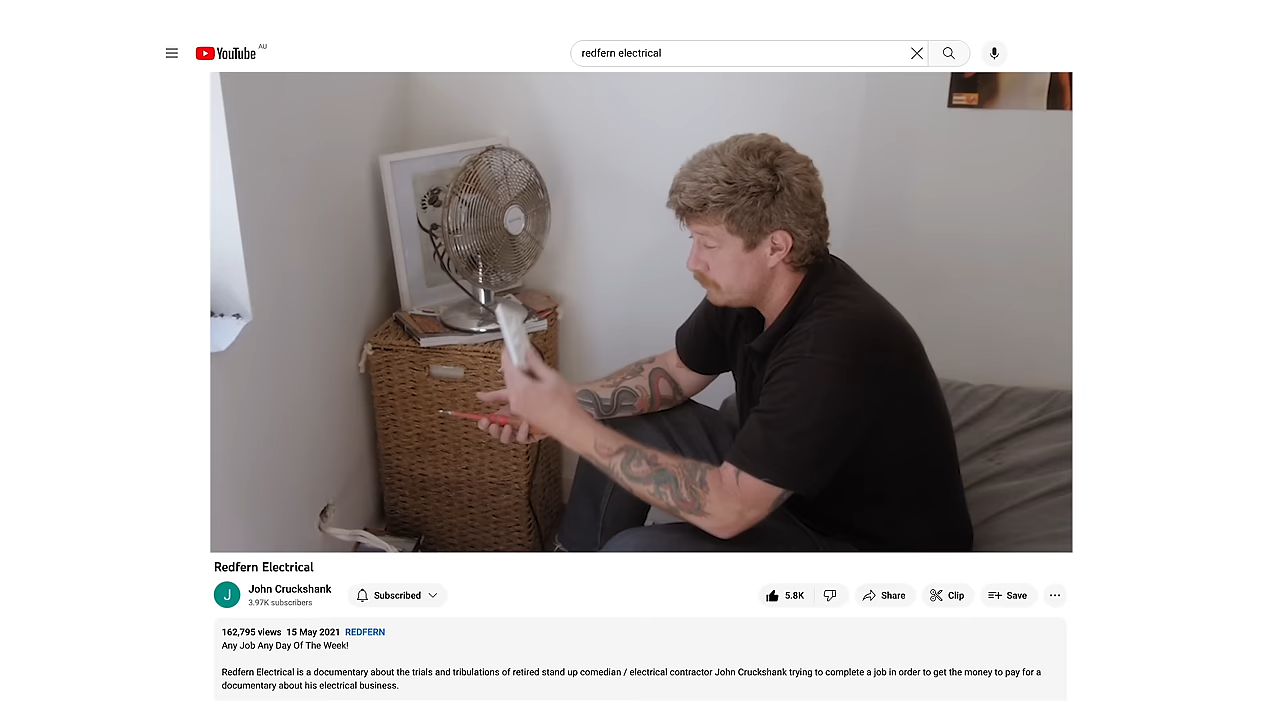 YouTube AU
redfern electrical
Redfern Electrical
J
John Cruckshank
3.97K subscribers
Subscribed
5.8K
Share
Clip
Save
162,795 views 15 May 2021 REDFERN
Any Job Any Day Of The Week!
Redfern Electrical is a documentary about the trials and tribulations of retired stand up comedian / electrical contractor John Cruckshank trying to complete a job in order to get the money to pay for a
documentary about his electrical business.